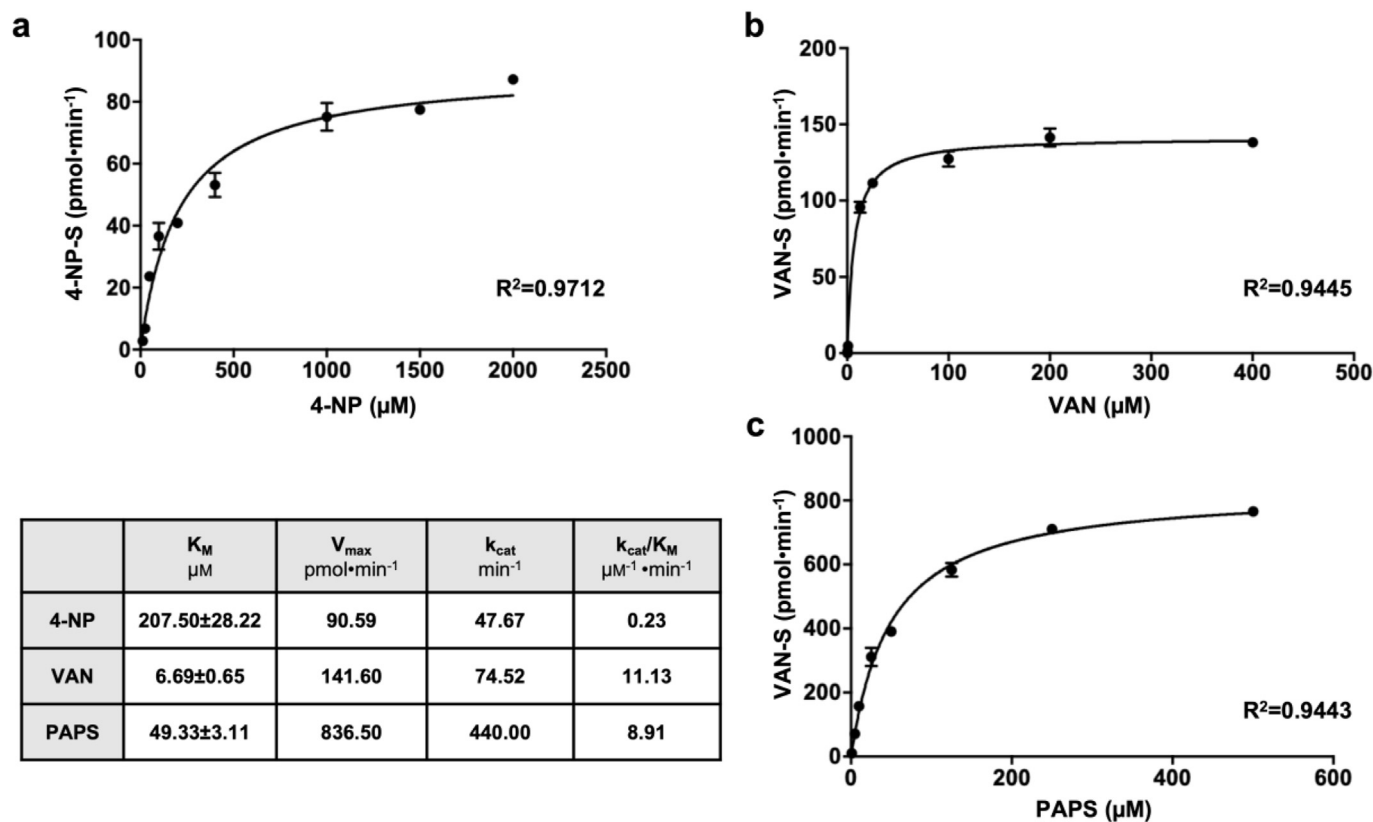 a
100
80
60
40
20
0
4-NP-S (pmol•min-1)
R2=0.9712
0 500 1000 1500 2000 2500
4-NP (µM)
b
200
150
100
50
0
VAN-S (pmol•min-1)
R2=0.9445
0 100 200 300 400 500
VAN (µM)
c
1000
800
600
400
200
0
VAN-S (pmol•min-1)
R2=0.9443
0 200 400 600
PAPS (µM)
KM Vmax kcat kcat/KM
µM pmol•min-1 min-1 µM-1 •min-1
4-NP 207.50±28.22 90.59 47.67 0.23
VAN 6.69±0.65 141.60 74.52 11.13
PAPS 49.33±3.11 836.50 440.00 8.91